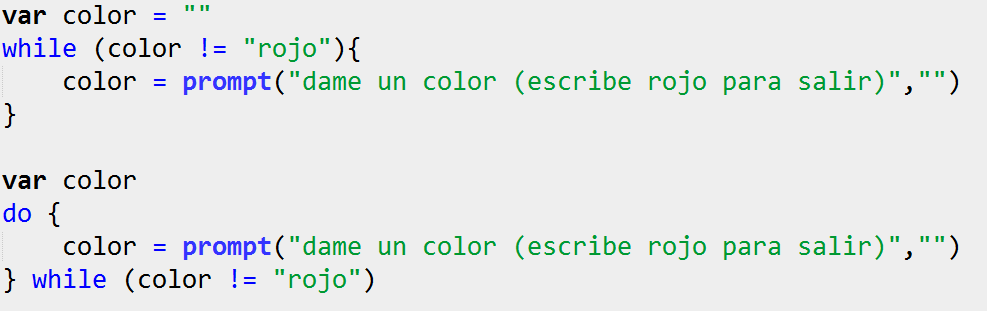 var color = ""
while (color != "rojo"){
    color = prompt("dame un color (escribe rojo para salir)","")
}

var color
do {
    color = prompt("dame un color (escribe rojo para salir)","")
} while (color != "rojo")